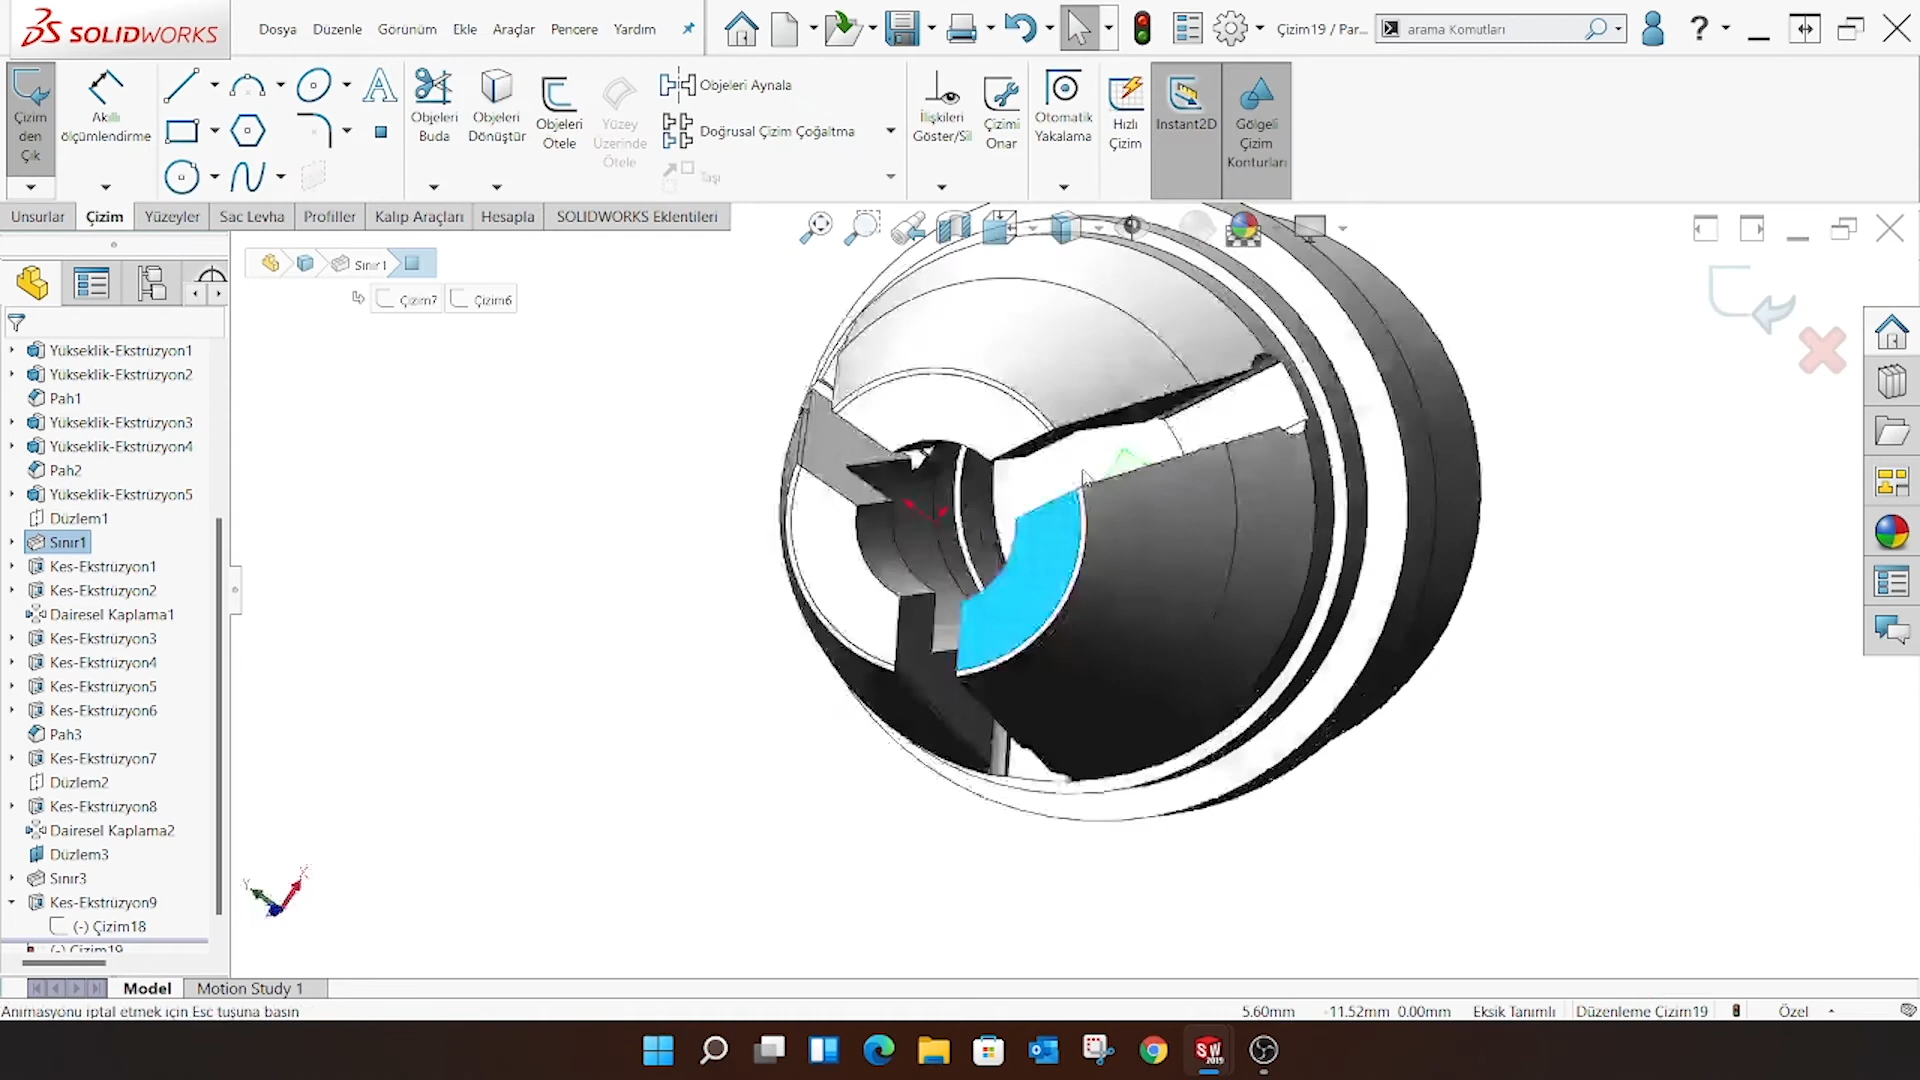 SOLIDWORKS
Dosya Düzenle Görünüm Ekle Araçlar Pencere Yardım
Çizim19 / Par...
arama Komutları
Çizim den Çık
Akıllı ölçümlendirme
Objeleri Buda
Objeleri Dönüştür
Objeleri Ötele
Yüzey Üzerinde Ötele
Objeleri Aynala
Doğrusal Çizim Çoğaltma
Taşı
İlişkileri Göster/Sil
Çizimi Onar
Otomatik Yakalama
Hızlı Çizim
Instant2D
Gölgeli Çizim Konturları
Unsurlar Çizim Yüzeyler Sac Levha Profiller Kalıp Araçları Hesapla SOLIDWORKS Eklentileri
Sınır1
Çizim7 Çizim6
Yükseklik-Ekstrüzyon1
Yükseklik-Ekstrüzyon2
Pah1
Yükseklik-Ekstrüzyon3
Yükseklik-Ekstrüzyon4
Pah2
Yükseklik-Ekstrüzyon5
Düzlem1
Sınır1
Kes-Ekstrüzyon1
Kes-Ekstrüzyon2
Dairesel Kaplama1
Kes-Ekstrüzyon3
Kes-Ekstrüzyon4
Kes-Ekstrüzyon5
Kes-Ekstrüzyon6
Pah3
Kes-Ekstrüzyon7
Düzlem2
Kes-Ekstrüzyon8
Dairesel Kaplama2
Düzlem3
Sınır3
Kes-Ekstrüzyon9
(-) Çizim18
(-) Çizim19
Y X
Model Motion Study 1
Animasyonu iptal etmek için Esc tuşuna basın
5.60mm -11.52mm 0.00mm Eksik Tanımlı Düzenleme Çizim19 Özel
SW 2019